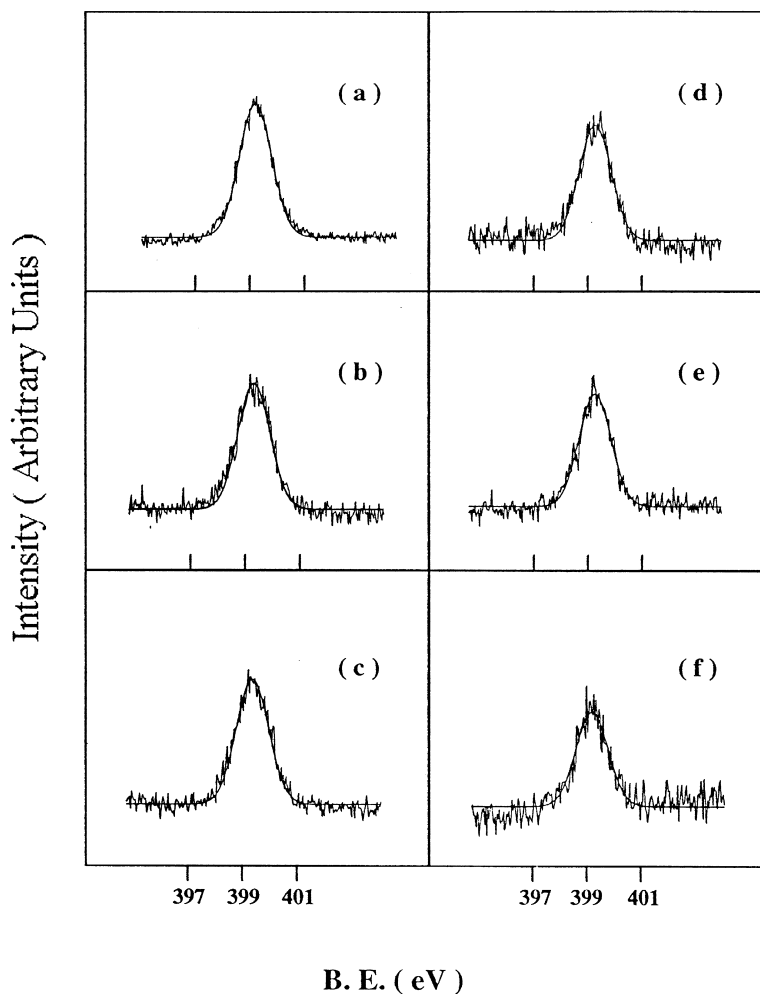 Intensity ( Arbitrary Units )
( a )
( d )
( b )
( e )
( c )
( f )
397 399 401
397 399 401
B. E. ( eV )